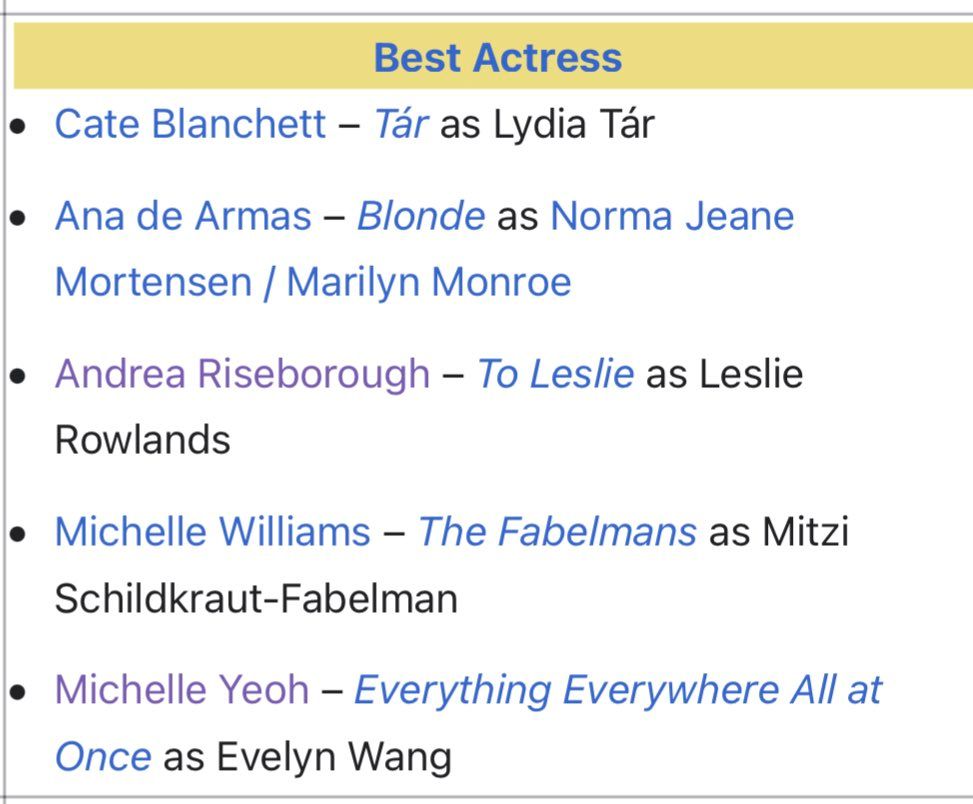 Best Actress
• Cate Blanchett – Tár as Lydia Tár
• Ana de Armas – Blonde as Norma Jeane
Mortensen / Marilyn Monroe
• Andrea Riseborough – To Leslie as Leslie
Rowlands
• Michelle Williams – The Fabelmans as Mitzi
Schildkraut-Fabelman
• Michelle Yeoh – Everything Everywhere All at
Once as Evelyn Wang